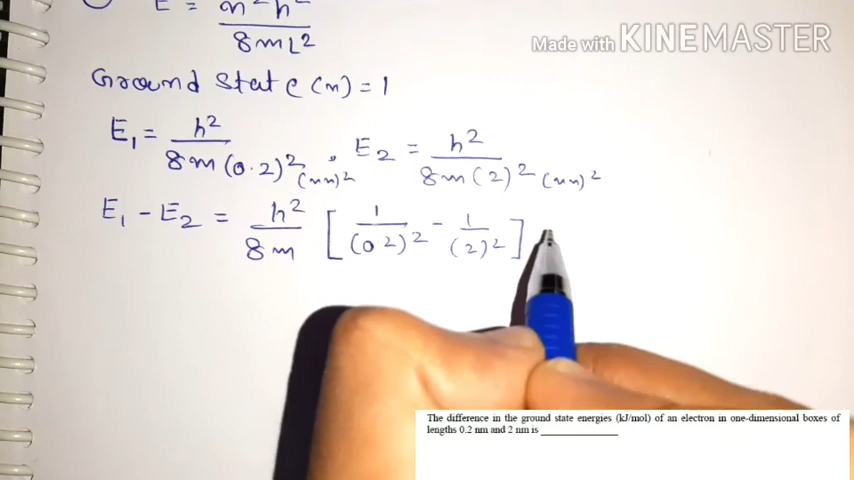 E = n²h²
8mL²
Made with KINEMASTER
Ground State (n) = 1
E₁ = h² / 8m(0.2)² (nm)² , E₂ = h² / 8m(2)² (nm)²
E₁ - E₂ = h² / 8m [ 1 / (0.2)² - 1 / (2)² ]
The difference in the ground state energies (kJ/mol) of an electron in one-dimensional boxes of
lengths 0.2 nm and 2 nm is ____________